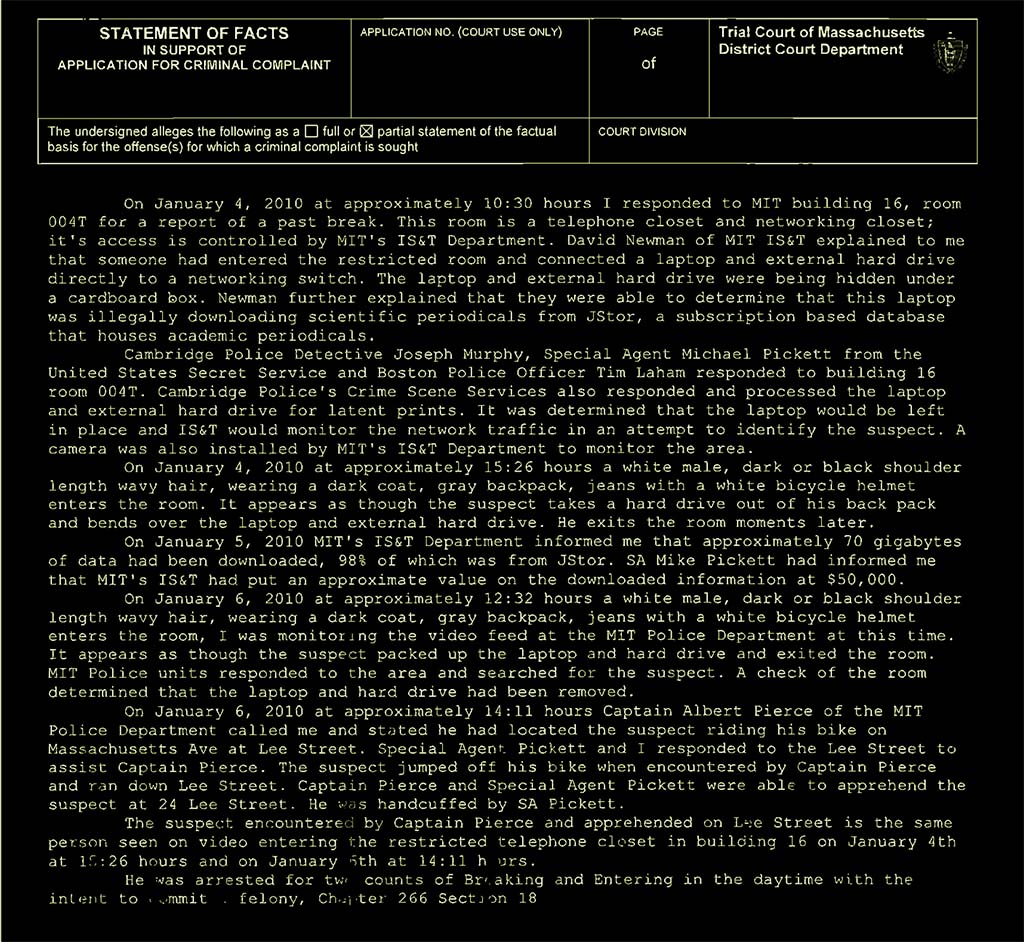 STATEMENT OF FACTS
IN SUPPORT OF
APPLICATION FOR CRIMINAL COMPLAINT
APPLICATION NO. (COURT USE ONLY)
PAGE
of
Trial Court of Massachusetts
District Court Department
The undersigned alleges the following as a ☐ full or ☒ partial statement of the factual
basis for the offense(s) for which a criminal complaint is sought
COURT DIVISION
On January 4, 2010 at approximately 10:30 hours I responded to MIT building 16, room
004T for a report of a past break. This room is a telephone closet and networking closet;
it's access is controlled by MIT's IS&T Department. David Newman of MIT IS&T explained to me
that someone had entered the restricted room and connected a laptop and external hard drive
directly to a networking switch. The laptop and external hard drive were being hidden under
a cardboard box. Newman further explained that they were able to determine that this laptop
was illegally downloading scientific periodicals from JStor, a subscription based database
that houses academic periodicals.
Cambridge Police Detective Joseph Murphy, Special Agent Michael Pickett from the
United States Secret Service and Boston Police Officer Tim Laham responded to building 16
room 004T. Cambridge Police's Crime Scene Services also responded and processed the laptop
and external hard drive for latent prints. It was determined that the laptop would be left
in place and IS&T would monitor the network traffic in an attempt to identify the suspect. A
camera was also installed by MIT's IS&T Department to monitor the area.
On January 4, 2010 at approximately 15:26 hours a white male, dark or black shoulder
length wavy hair, wearing a dark coat, gray backpack, jeans with a white bicycle helmet
enters the room. It appears as though the suspect takes a hard drive out of his back pack
and bends over the laptop and external hard drive. He exits the room moments later.
On January 5, 2010 MIT's IS&T Department informed me that approximately 70 gigabytes
of data had been downloaded, 98% of which was from JStor. SA Mike Pickett had informed me
that MIT's IS&T had put an approximate value on the downloaded information at $50,000.
On January 6, 2010 at approximately 12:32 hours a white male, dark or black shoulder
length wavy hair, wearing a dark coat, gray backpack, jeans with a white bicycle helmet
enters the room, I was monitoring the video feed at the MIT Police Department at this time.
It appears as though the suspect packed up the laptop and hard drive and exited the room.
MIT Police units responded to the area and searched for the suspect. A check of the room
determined that the laptop and hard drive had been removed.
On January 6, 2010 at approximately 14:11 hours Captain Albert Pierce of the MIT
Police Department called me and stated he had located the suspect riding his bike on
Massachusetts Ave at Lee Street. Special Agent Pickett and I responded to the Lee Street to
assist Captain Pierce. The suspect jumped off his bike when encountered by Captain Pierce
and ran down Lee Street. Captain Pierce and Special Agent Pickett were able to apprehend the
suspect at 24 Lee Street. He was handcuffed by SA Pickett.
The suspect encountered by Captain Pierce and apprehended on Lee Street is the same
person seen on video entering the restricted telephone closet in building 16 on January 4th
at 15:26 hours and on January at 14:11 hours.
He was arrested for two counts of Breaking and Entering in the daytime with the
intent to commit felony, Chapter 266 Section 18